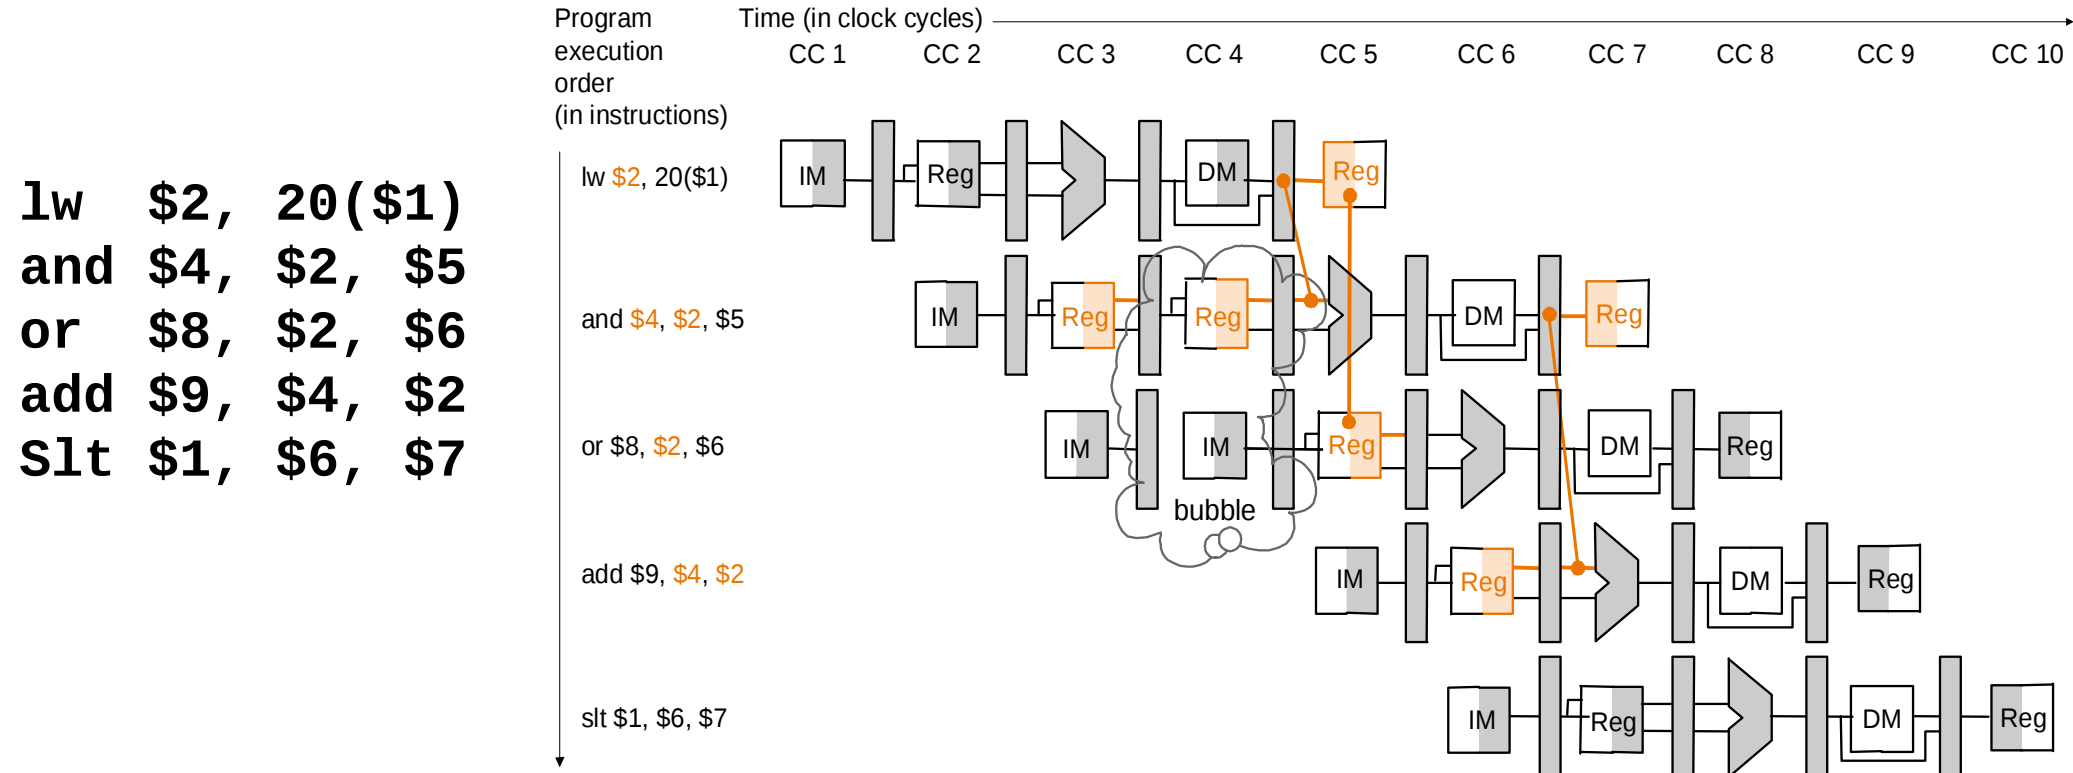 Program
execution
order
(in instructions)
Time (in clock cycles)
CC 1 CC 2 CC 3 CC 4 CC 5 CC 6 CC 7 CC 8 CC 9 CC 10
lw $2, 20($1)
and $4, $2, $5
or $8, $2, $6
add $9, $4, $2
Slt $1, $6, $7
lw $2, 20($1) IM Reg DM Reg
and $4, $2, $5 IM Reg Reg DM Reg
or $8, $2, $6 IM IM Reg DM Reg
bubble
add $9, $4, $2 IM Reg DM Reg
slt $1, $6, $7 IM Reg DM Reg